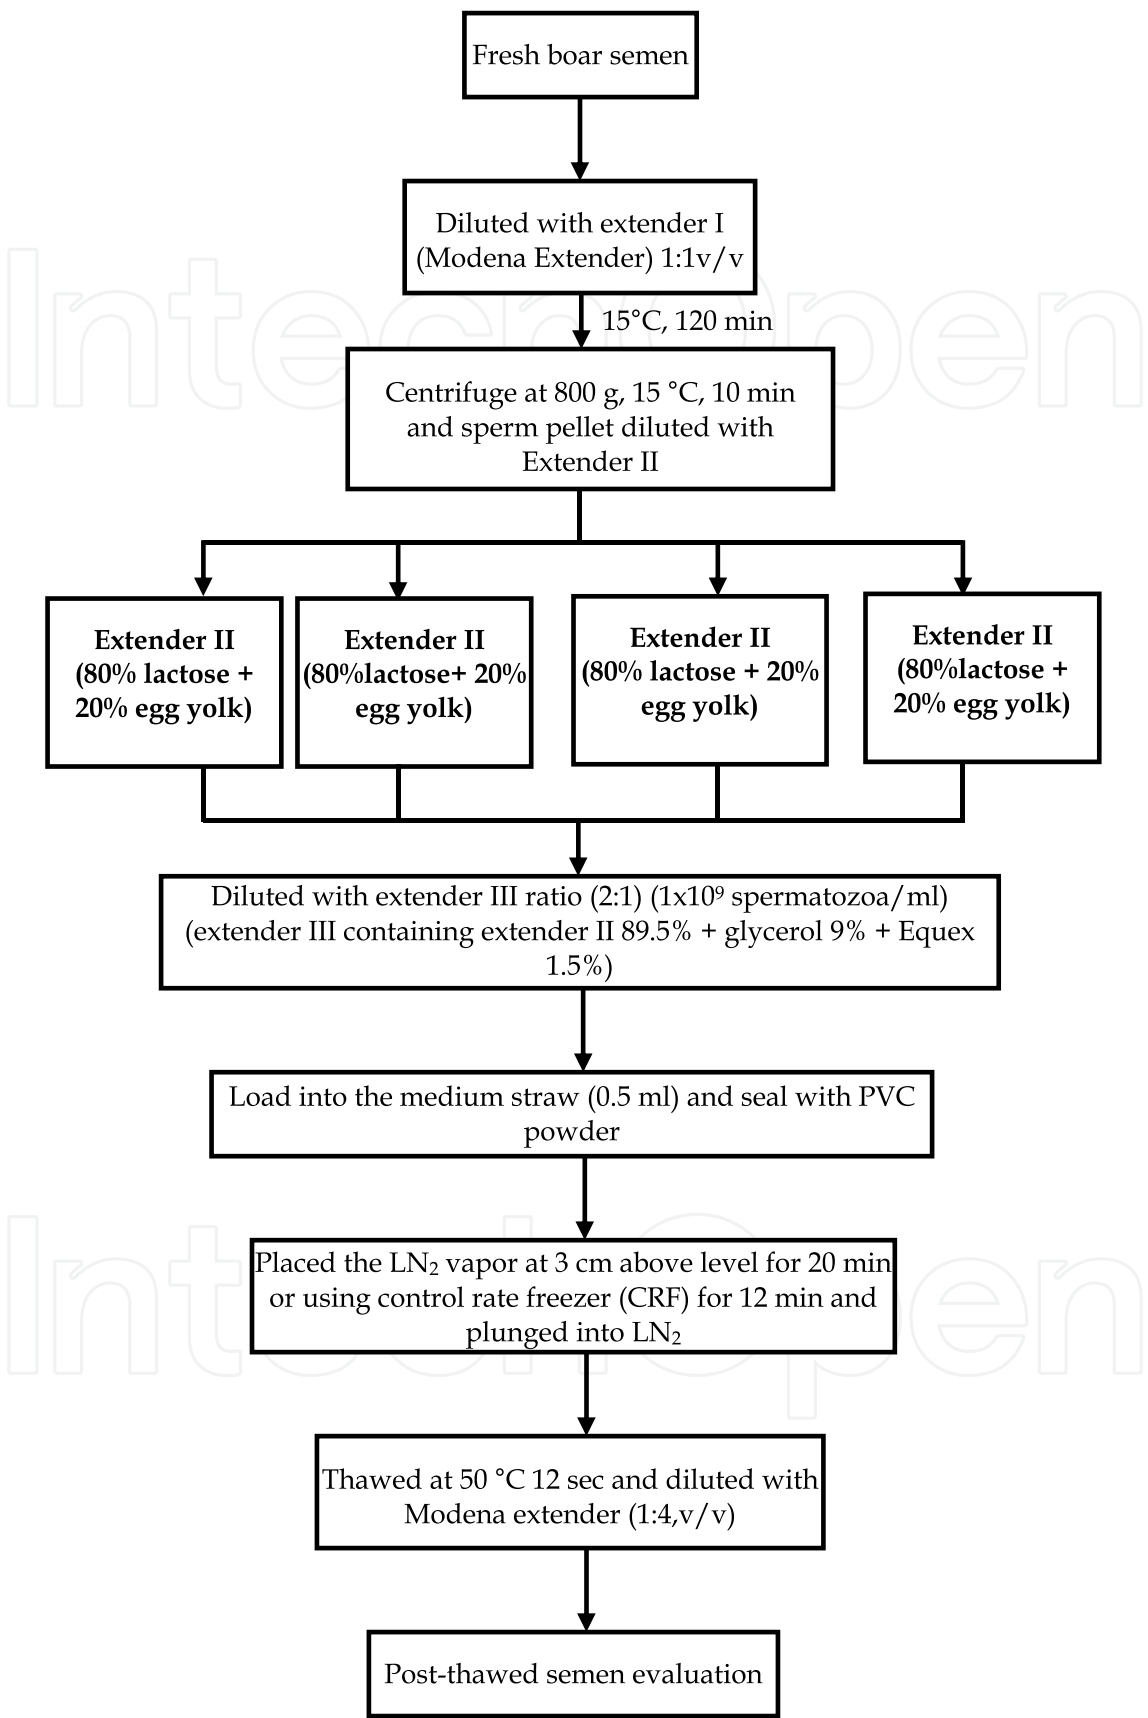 Fresh boar semen
Diluted with extender I
(Modena Extender) 1:1v/v
15°C, 120 min
Centrifuge at 800 g, 15 °C, 10 min
and sperm pellet diluted with
Extender II
Extender II
(80% lactose +
20% egg yolk)
Extender II
(80%lactose+ 20%
egg yolk)
Extender II
(80% lactose + 20%
egg yolk)
Extender II
(80%lactose +
20% egg yolk)
Diluted with extender III ratio (2:1) (1x10⁹ spermatozoa/ml)
(extender III containing extender II 89.5% + glycerol 9% + Equex
1.5%)
Load into the medium straw (0.5 ml) and seal with PVC
powder
Placed the LN₂ vapor at 3 cm above level for 20 min
or using control rate freezer (CRF) for 12 min and
plunged into LN₂
Thawed at 50 °C 12 sec and diluted with
Modena extender (1:4,v/v)
Post-thawed semen evaluation
IntechOpen
IntechOpen